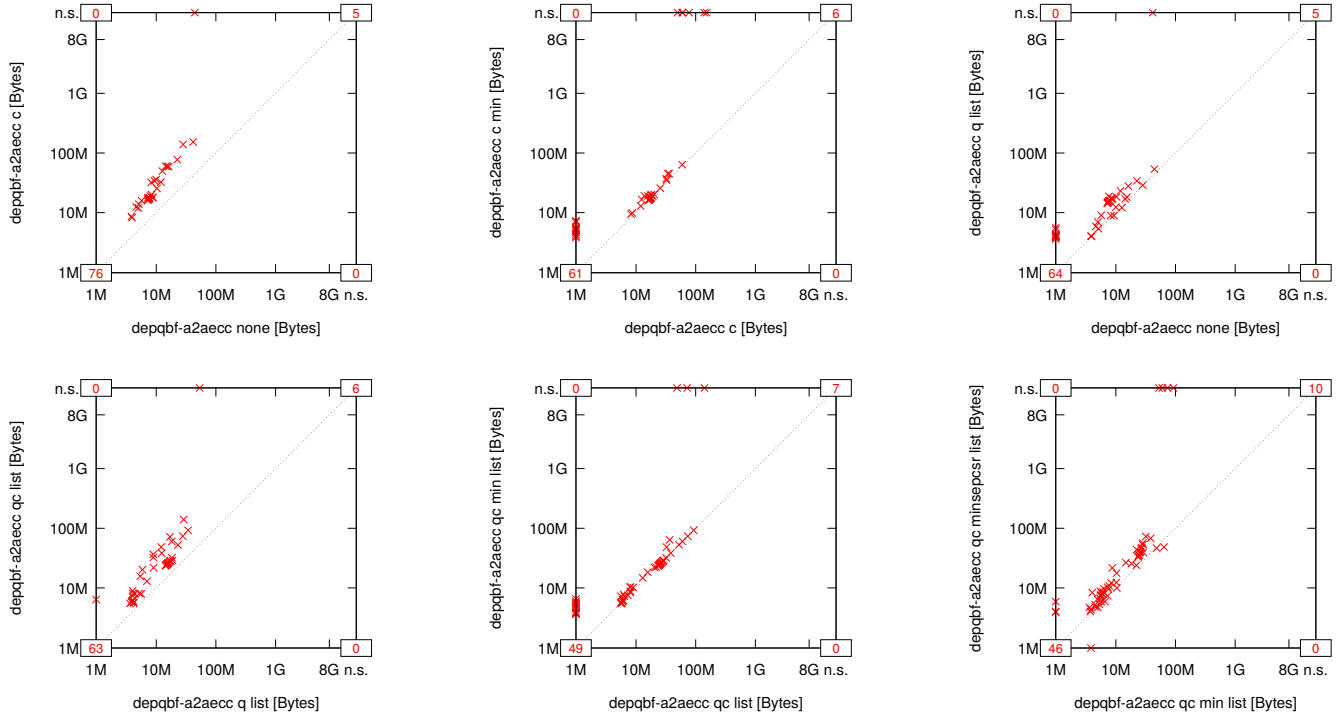 n.s. 0 5
8G
1G
100M
10M
1M 76 0
1M 10M 100M 1G 8G n.s.
depqbf-a2aecc c [Bytes]
depqbf-a2aecc none [Bytes]
n.s. 0 6
8G
1G
100M
10M
1M 61 0
1M 10M 100M 1G 8G n.s.
depqbf-a2aecc c min [Bytes]
depqbf-a2aecc c [Bytes]
n.s. 0 5
8G
1G
100M
10M
1M 64 0
1M 10M 100M 1G 8G n.s.
depqbf-a2aecc q list [Bytes]
depqbf-a2aecc none [Bytes]
n.s. 0 6
8G
1G
100M
10M
1M 63 0
1M 10M 100M 1G 8G n.s.
depqbf-a2aecc qc list [Bytes]
depqbf-a2aecc q list [Bytes]
n.s. 0 7
8G
1G
100M
10M
1M 49 0
1M 10M 100M 1G 8G n.s.
depqbf-a2aecc qc min list [Bytes]
depqbf-a2aecc qc list [Bytes]
n.s. 0 10
8G
1G
100M
10M
1M 46 0
1M 10M 100M 1G 8G n.s.
depqbf-a2aecc qc minsepcsr list [Bytes]
depqbf-a2aecc qc min list [Bytes]